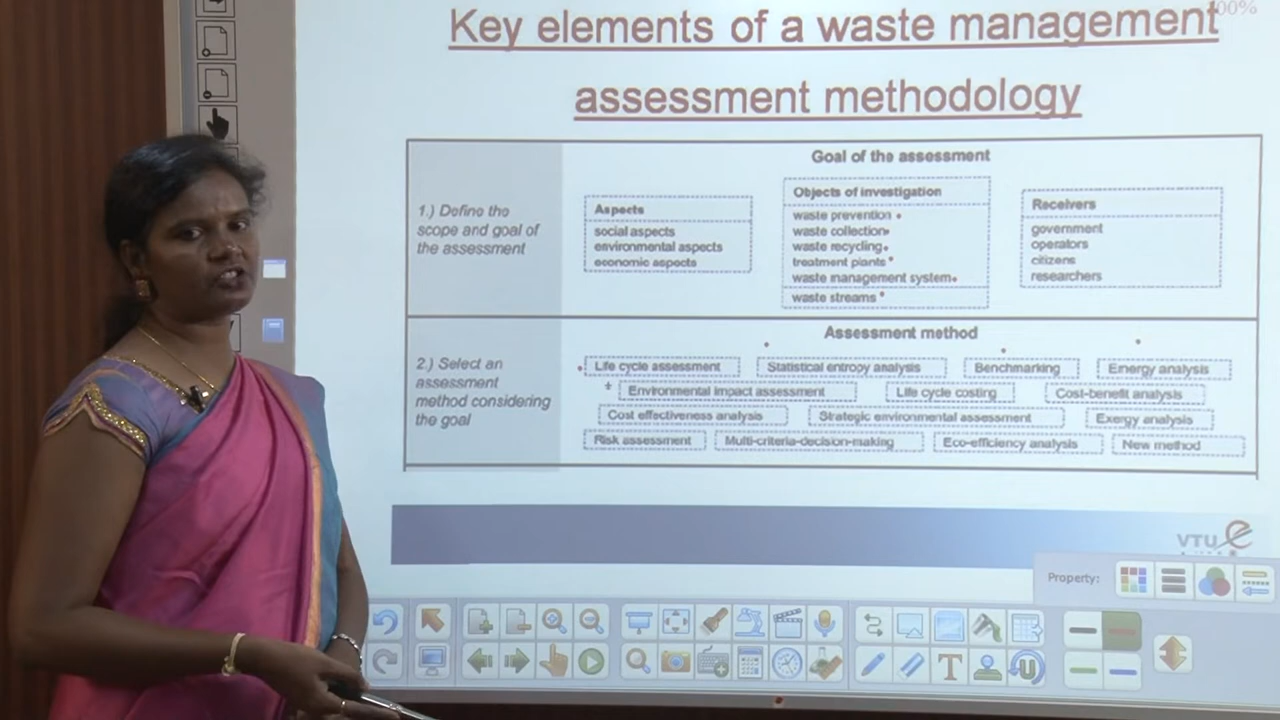 100%
Key elements of a waste management
assessment methodology
Goal of the assessment
1.) Define the
scope and goal of
the assessment
Aspects
social aspects
environmental aspects
economic aspects
Objects of investigation
waste prevention
waste collection
waste recycling
treatment plants
waste management system
waste streams
Receivers
government
operators
citizens
researchers
Assessment method
2.) Select an
assessment
method considering
the goal
Life cycle assessment Statistical entropy analysis Benchmarking Emergy analysis
Environmental impact assessment Life cycle costing Cost-benefit analysis
Cost effectiveness analysis Strategic environmental assessment Exergy analysis
Risk assessment Multi-criteria-decision-making Eco-efficiency analysis New method
VTU e
Property:
T